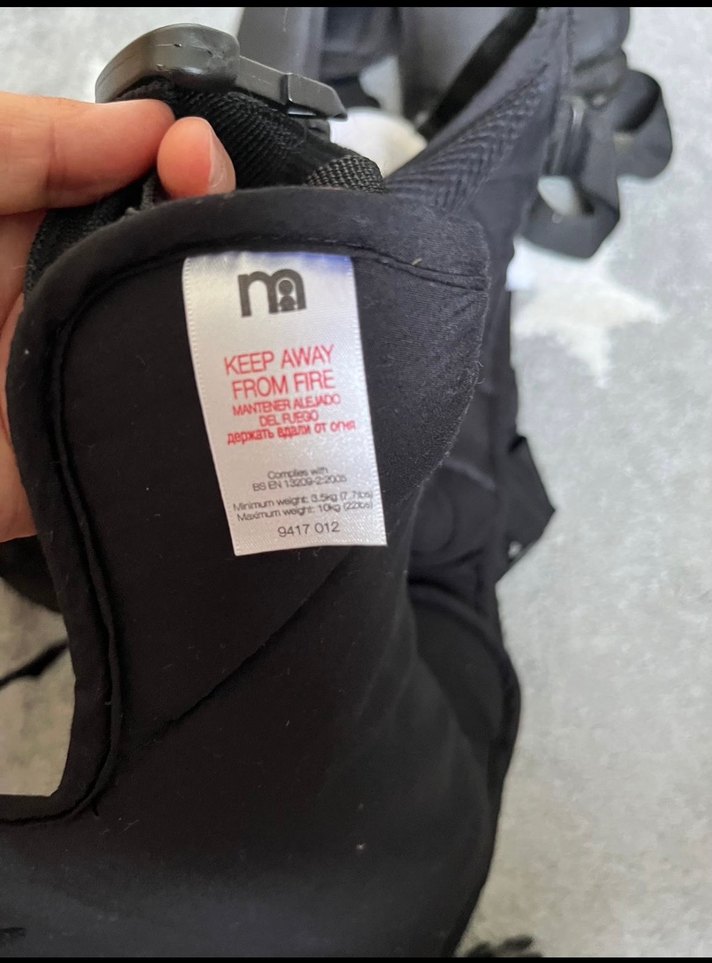 m
KEEP AWAY
FROM FIRE
MANTENER ALEJADO
DEL FUEGO
держать вдали от огня
Complies with
BS EN 13209-2:2005
Minimum weight: 3.5kg (7.7lbs)
Maximum weight: 10kg (22lbs)
9417 012